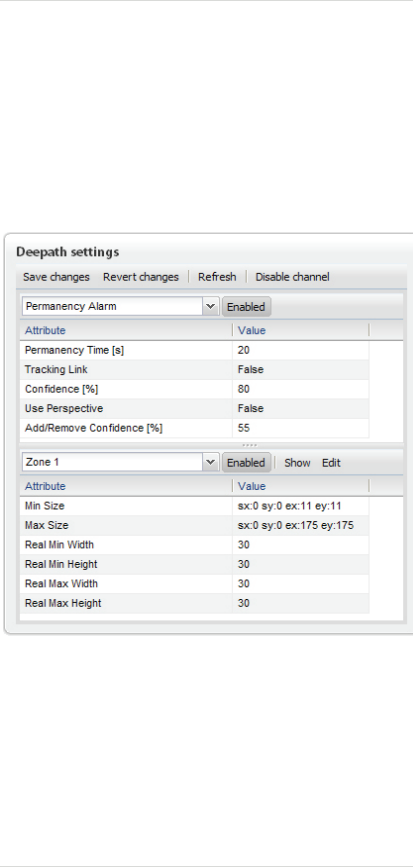 Deepath settings
Save changes Revert changes Refresh Disable channel
Permanency Alarm Enabled
Attribute Value
Permanency Time [s] 20
Tracking Link False
Confidence [%] 80
Use Perspective False
Add/Remove Confidence [%] 55
Zone 1 Enabled Show Edit
Attribute Value
Min Size sx:0 sy:0 ex:11 ey:11
Max Size sx:0 sy:0 ex:175 ey:175
Real Min Width 30
Real Min Height 30
Real Max Width 30
Real Max Height 30